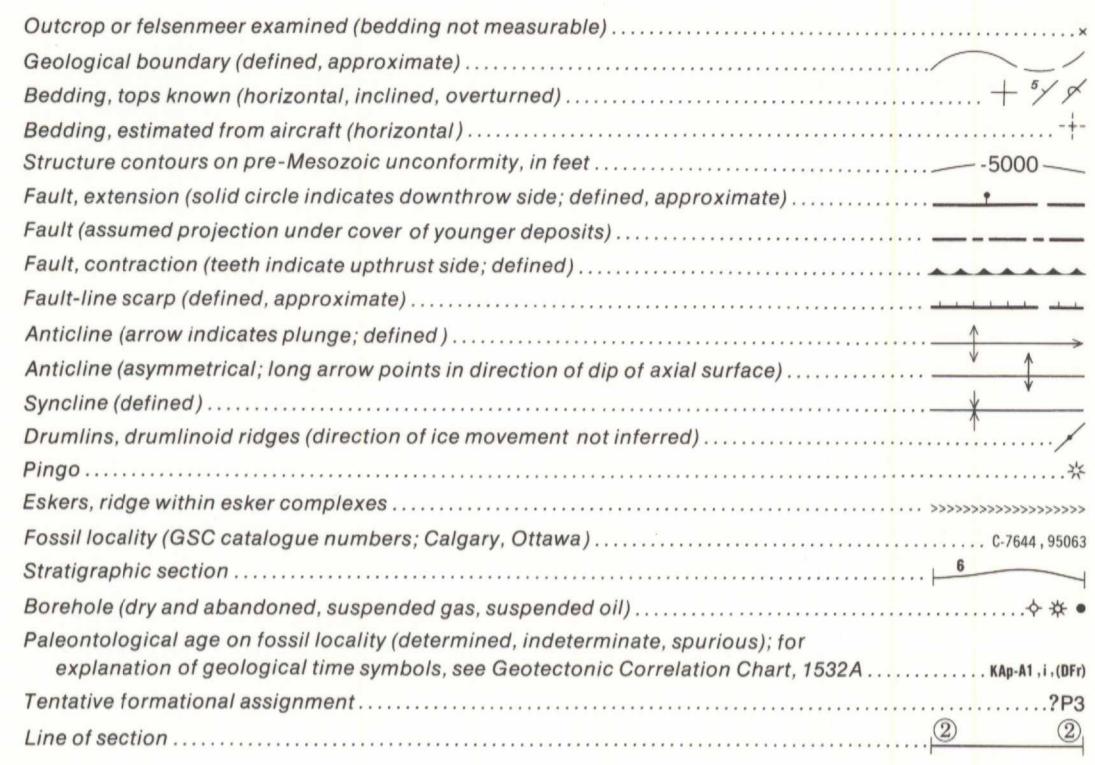 Outcrop or felsenmeer examined (bedding not measurable) ... ×
Geological boundary (defined, approximate) ...
Bedding, tops known (horizontal, inclined, overturned) ... 5
Bedding, estimated from aircraft (horizontal) ...
Structure contours on pre-Mesozoic unconformity, in feet ... -5000
Fault, extension (solid circle indicates downthrow side; defined, approximate) ...
Fault (assumed projection under cover of younger deposits) ...
Fault, contraction (teeth indicate upthrust side; defined) ...
Fault-line scarp (defined, approximate) ...
Anticline (arrow indicates plunge; defined) ...
Anticline (asymmetrical; long arrow points in direction of dip of axial surface) ...
Syncline (defined) ...
Drumlins, drumlinoid ridges (direction of ice movement not inferred) ...
Pingo ...
Eskers, ridge within esker complexes ... >>>>>>>>>>>>>>>>>>>
Fossil locality (GSC catalogue numbers; Calgary, Ottawa) ... C-7644, 95063
Stratigraphic section ... 6
Borehole (dry and abandoned, suspended gas, suspended oil) ...
Paleontological age on fossil locality (determined, indeterminate, spurious); for
explanation of geological time symbols, see Geotectonic Correlation Chart, 1532A ... KAp-A1, i, (DFr)
Tentative formational assignment ... ?P3
Line of section ... ② ②